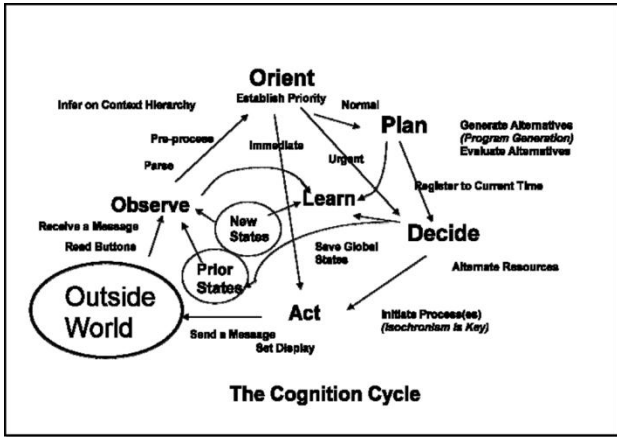 Orient
Establish Priority
Infer on Context Hierarchy
Normal
Plan
Generate Alternatives
(Program Generation)
Evaluate Alternatives
Pre-process
Immediate
Parse
Urgent
Register to Current Time
Observe
Learn
New
States
Receive a Message
Read Buttons
Decide
Save Global
States
Prior
States
Alternate Resources
Outside
World
Act
Initiate Process(es)
(Isochronism is Key)
Send a Message
Set Display
The Cognition Cycle